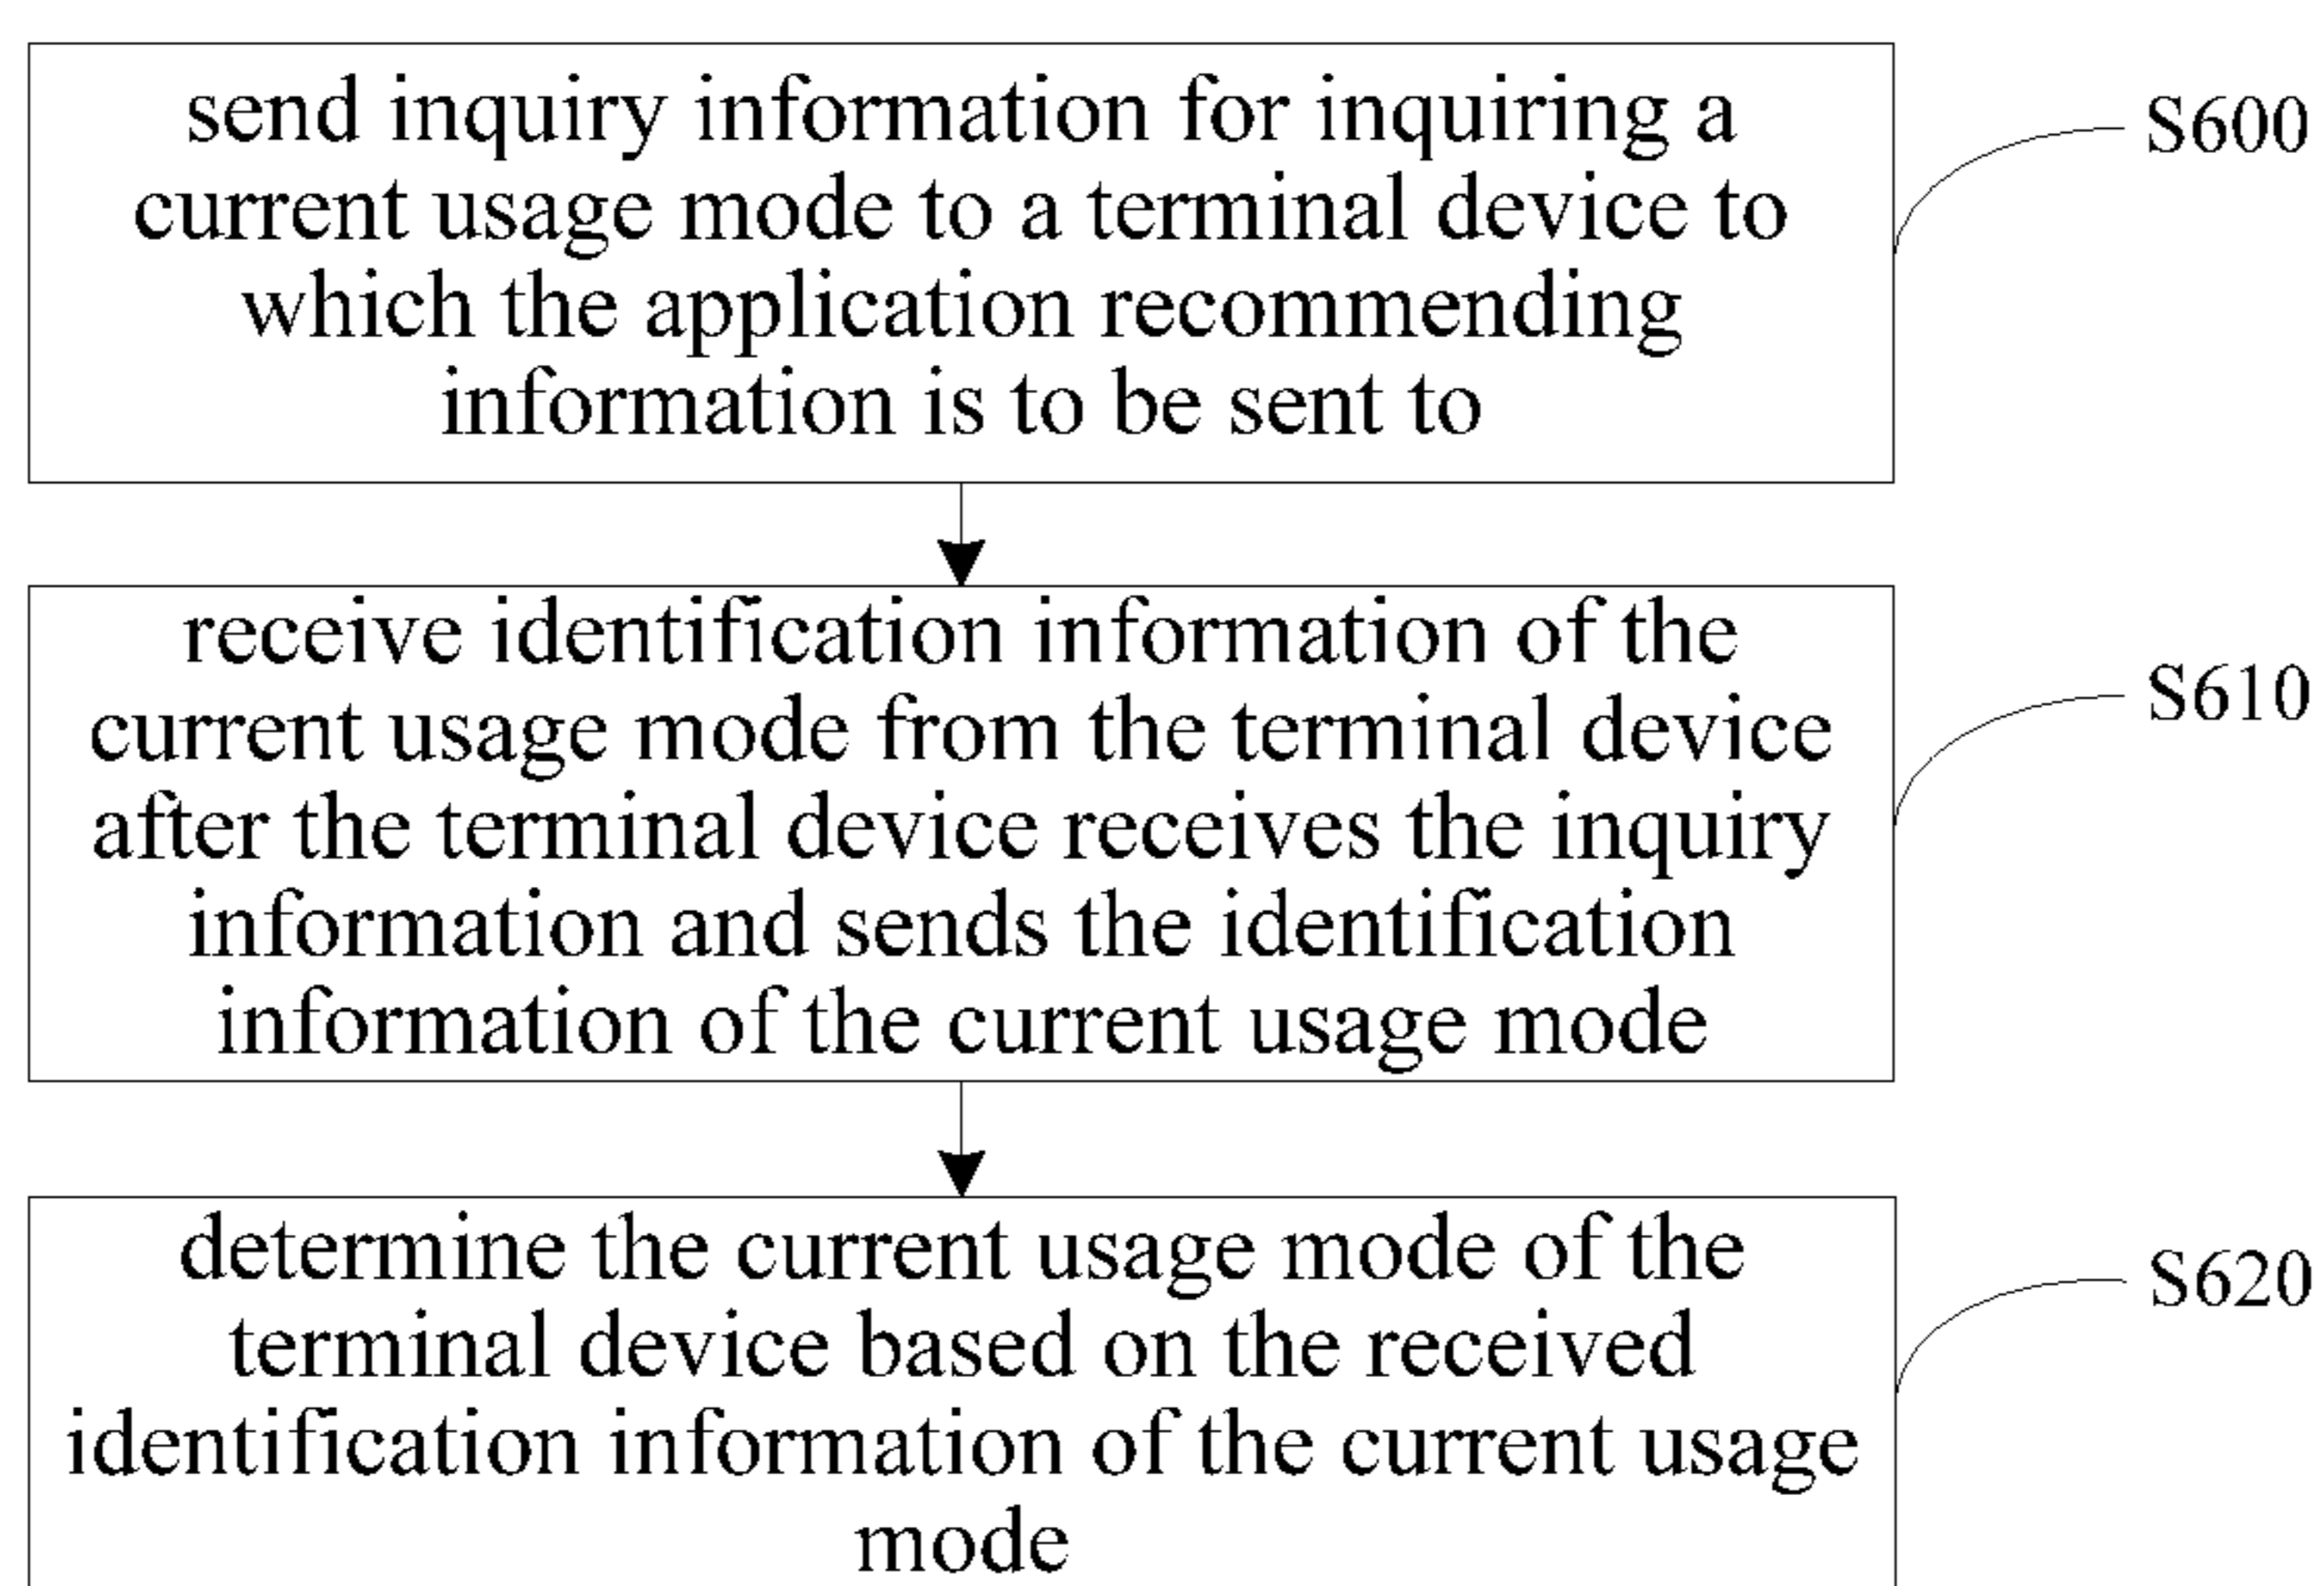 send inquiry information for inquiring a
current usage mode to a terminal device to
which the application recommending
information is to be sent to
S600
receive identification information of the
current usage mode from the terminal device
after the terminal device receives the inquiry
information and sends the identification
information of the current usage mode
S610
determine the current usage mode of the
terminal device based on the received
identification information of the current usage
mode
S620